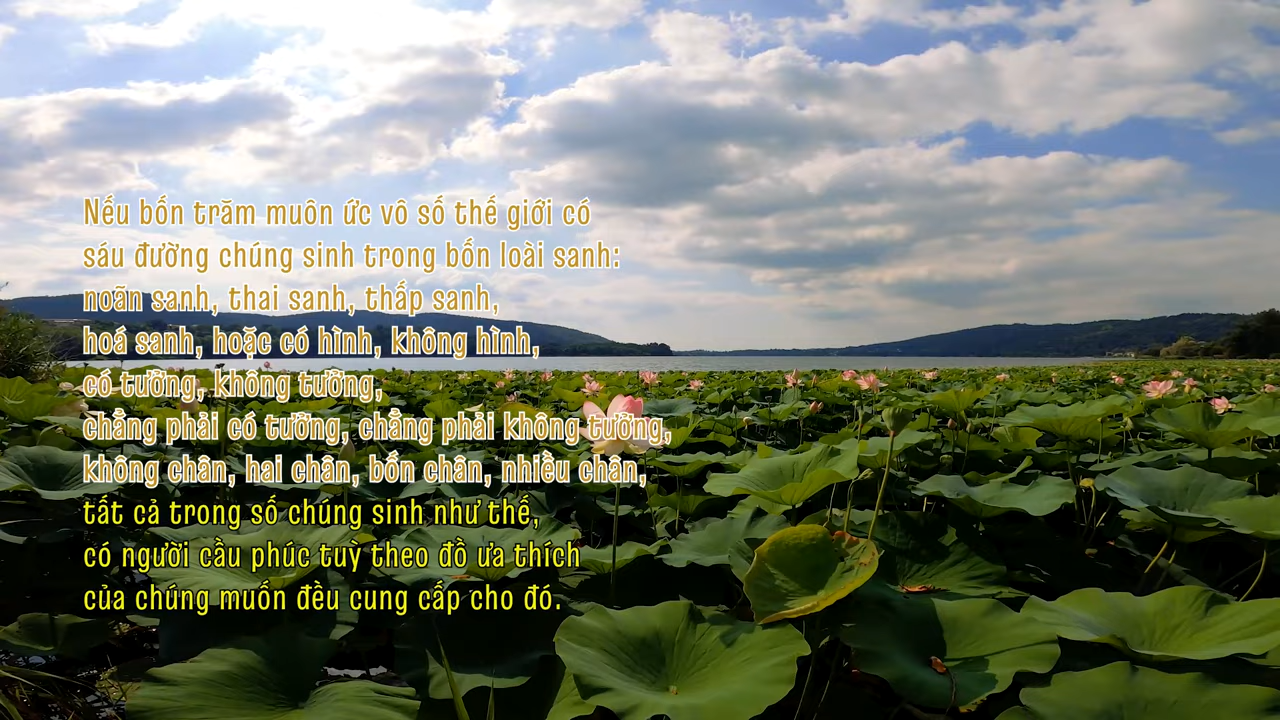 Nếu bốn trăm muôn ức vô số thế giới có
sáu đường chúng sinh trong bốn loài sanh:
noãn sanh, thai sanh, thấp sanh,
hoá sanh, hoặc có hình, không hình,
có tưởng, không tưởng,
chẳng phải có tưởng, chẳng phải không tưởng,
không chân, hai chân, bốn chân, nhiều chân,
tất cả trong số chúng sinh như thế,
có người cầu phúc tuỳ theo đồ ưa thích
của chúng muốn đều cung cấp cho đó.